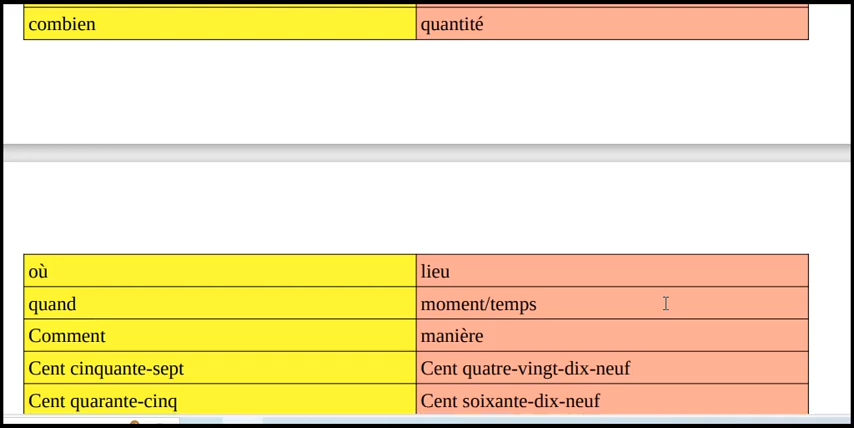 combien quantité
où lieu
quand moment/temps
Comment manière
Cent cinquante-sept Cent quatre-vingt-dix-neuf
Cent quarante-cinq Cent soixante-dix-neuf